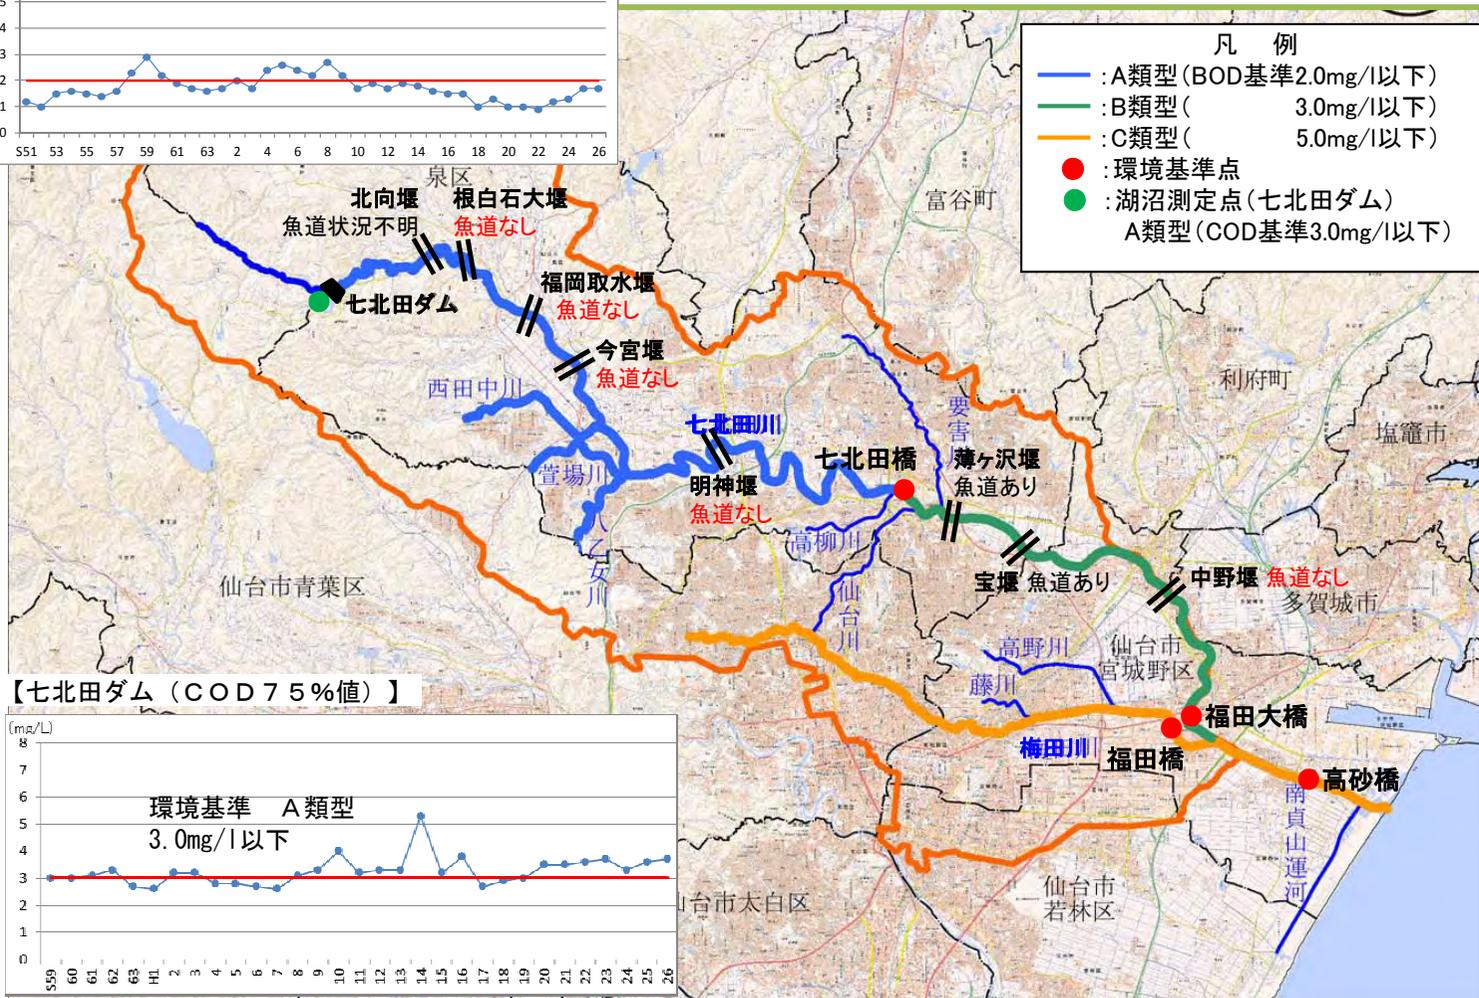 5
4
3
2
1
0
S51 53 55 57 59 61 63 2 4 6 8 10 12 14 16 18 20 22 24 26
凡 例
:A類型(BOD基準2.0mg/l以下)
:B類型( 3.0mg/l以下)
:C類型( 5.0mg/l以下)
:環境基準点
:湖沼測定点(七北田ダム)
A類型(COD基準3.0mg/l以下)
泉区
富谷町
北向堰
魚道状況不明
根白石大堰
魚道なし
福岡取水堰
魚道なし
七北田ダム
今宮堰
魚道なし
西田中川
利府町
要害
塩竈市
七北田川
七北田橋
薄ヶ沢堰
魚道あり
萱場川
明神堰
魚道なし
高柳川
八乙女川
仙台川
仙台市青葉区
宝堰 魚道あり
中野堰 魚道なし
多賀城市
高野川
仙台市
宮城野区
藤川
福田大橋
梅田川
福田橋
高砂橋
南貞山運河
仙台市
若林区
仙台市太白区
【七北田ダム(COD75%値)】
(mg/L)
環境基準 A類型
3.0mg/l以下
8
7
6
5
4
3
2
1
0
S59 60 61 62 63 H1 2 3 4 5 6 7 8 9 10 11 12 13 14 15 16 17 18 19 20 21 22 23 24 25 26